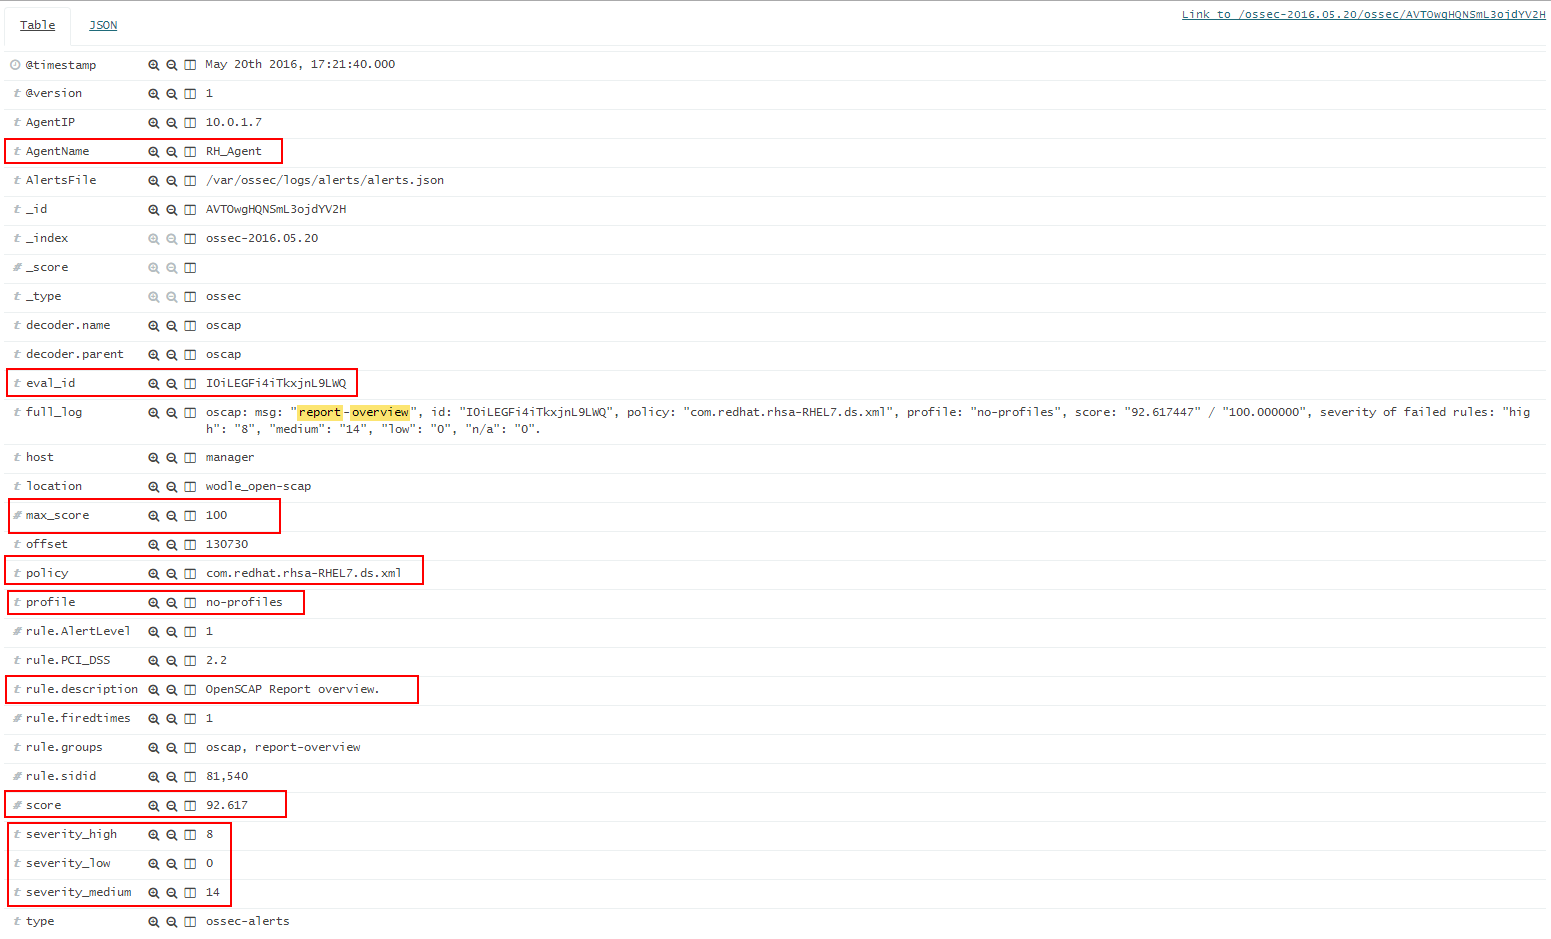 Table JSON Link to /ossec-2016.05.20/ossec/AVTOwgHQNSmL3ojdYV2H
@timestamp May 20th 2016, 17:21:40.000
t @version 1
t AgentIP 10.0.1.7
t AgentName RH_Agent
t AlertsFile /var/ossec/logs/alerts/alerts.json
t _id AVTOwgHQNSmL3ojdYV2H
t _index ossec-2016.05.20
# _score
t _type ossec
t decoder.name oscap
t decoder.parent oscap
t eval_id IOiLEGFi4iTkxjnL9LWQ
t full_log oscap: msg: "report-overview", id: "IOiLEGFi4iTkxjnL9LWQ", policy: "com.redhat.rhsa-RHEL7.ds.xml", profile: "no-profiles", score: "92.617447" / "100.000000", severity of failed rules: "hig
h": "8", "medium": "14", "low": "0", "n/a": "0".
t host manager
t location wodle_open-scap
# max_score 100
t offset 130730
t policy com.redhat.rhsa-RHEL7.ds.xml
t profile no-profiles
# rule.AlertLevel 1
t rule.PCI_DSS 2.2
t rule.description OpenSCAP Report overview.
# rule.firedtimes 1
t rule.groups oscap, report-overview
# rule.sidid 81,540
# score 92.617
t severity_high 8
t severity_low 0
t severity_medium 14
t type ossec-alerts